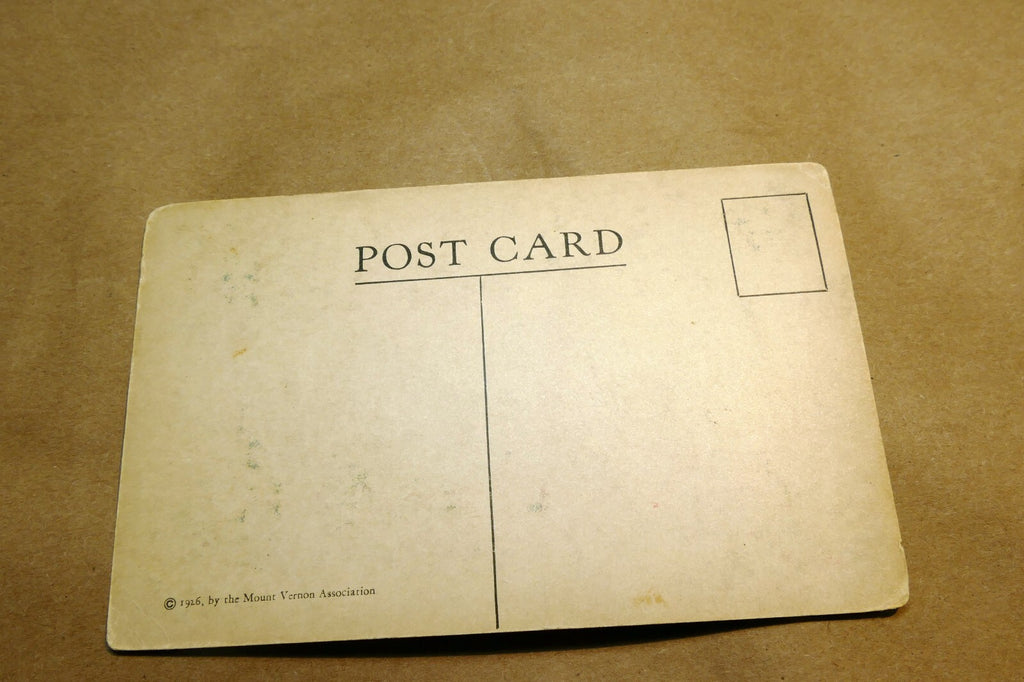 POST CARD
© 1926, by the Mount Vernon Association